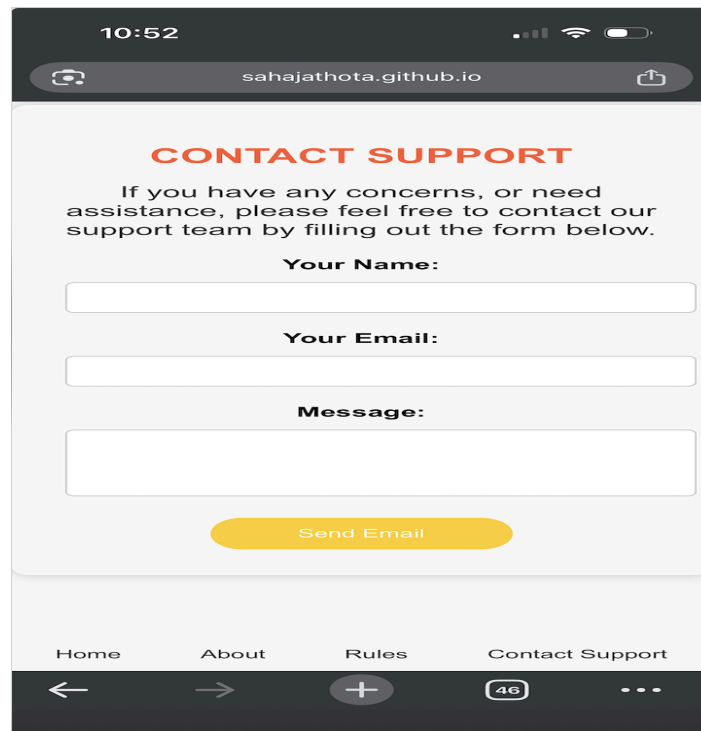 10:52
sahajathota.github.io
CONTACT SUPPORT
If you have any concerns, or need
assistance, please feel free to contact our
support team by filling out the form below.
Your Name:
Your Email:
Message:
Send Email
Home About Rules Contact Support
46